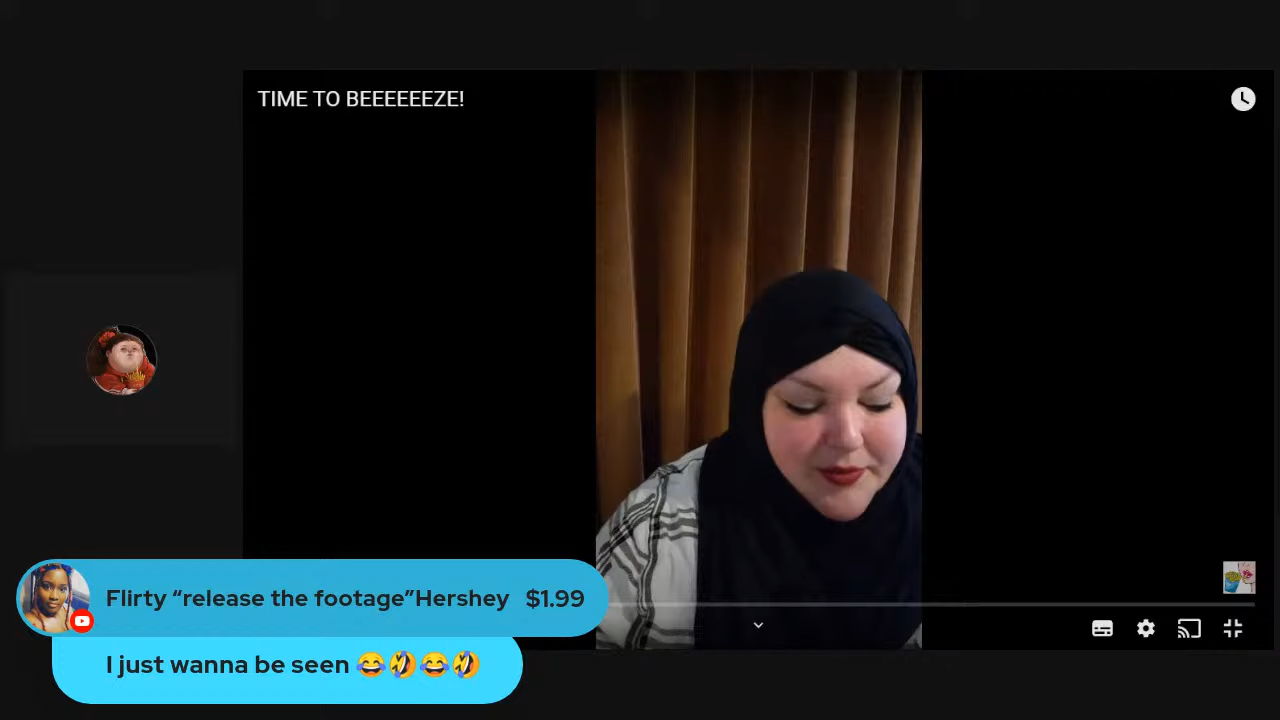 TIME TO BEEEEEEZE!
Flirty “release the footage”Hershey $1.99
I just wanna be seen 😂🤣😂🤣